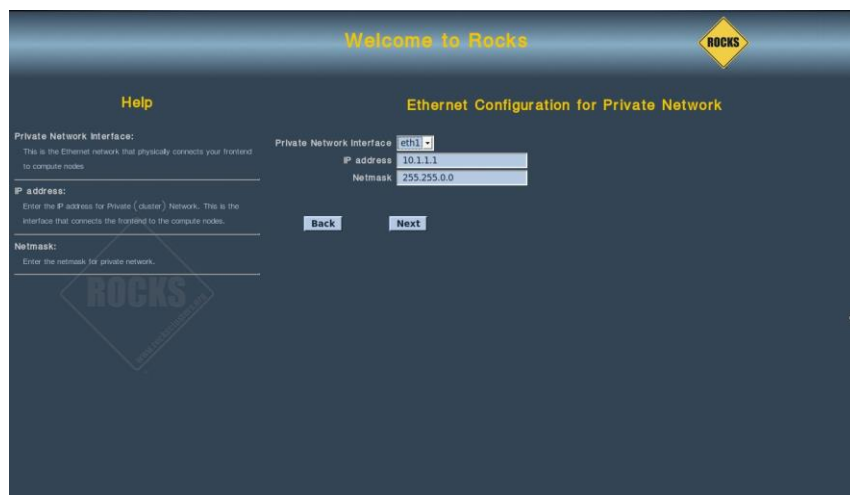 Welcome to Rocks
ROCKS
Help
Private Network Interface:
This is the Ethernet network that physically connects your frontend
to compute nodes
IP address:
Enter the IP address for Private (cluster) Network. This is the
interface that connects the frontend to the compute nodes.
Netmask:
Enter the netmask for private network.
ROCKS
www.rocksclusters.org
Ethernet Configuration for Private Network
Private Network Interface eth1
IP address 10.1.1.1
Netmask 255.255.0.0
Back Next